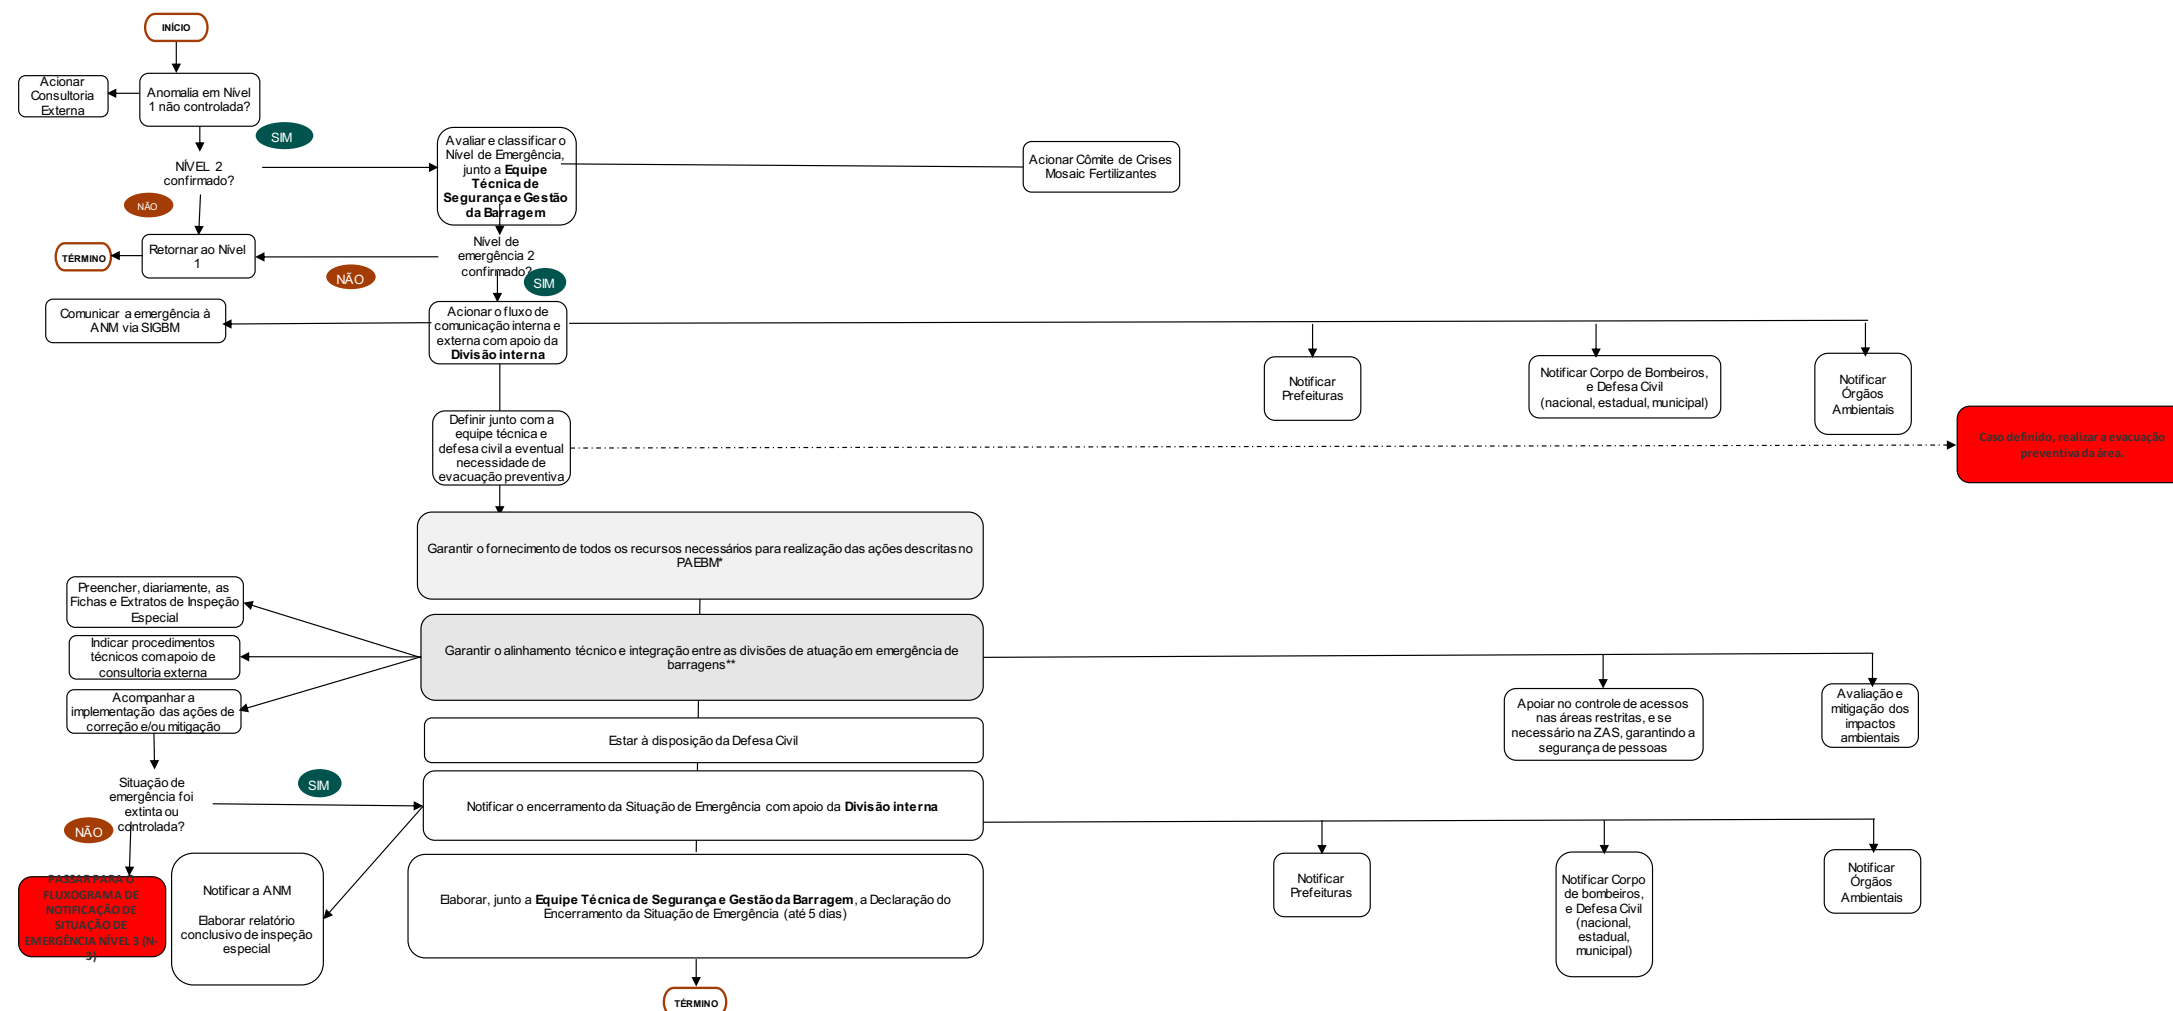 INÍCIO
Acionar
Consultoria
Externa
Anomalia em Nível
1 não controlada?
SIM
NÍVEL 2
confirmado?
NÃO
Avaliar e classificar o
Nível de Emergência,
junto a Equipe
Técnica de
Segurança e Gestão
da Barragem
Acionar Cômite de Crises
Mosaic Fertilizantes
TÉRMINO
Retornar ao Nível
1
NÃO
Nível de
emergência 2
confirmado?
SIM
Comunicar a emergência à
ANM via SIGBM
Acionar o fluxo de
comunicação interna e
externa com apoio da
Divisão interna
Notificar
Prefeituras
Notificar Corpo de Bombeiros,
e Defesa Civil
(nacional, estadual, municipal)
Notificar
Órgãos
Ambientais
Definir junto com a
equipe técnica e
defesa civil a eventual
necessidade de
evacuação preventiva
Caso definido, realizar a evacuação
preventiva da área.
Garantir o fornecimento de todos os recursos necessários para realização das ações descritas no
PAEBM*
Preencher, diariamente, as
Fichas e Extratos de Inspeção
Especial
Indicar procedimentos
técnicos com apoio de
consultoria externa
Acompanhar a
implementação das ações de
correção e/ou mitigação
Garantir o alinhamento técnico e integração entre as divisões de atuação em emergência de
barragens**
Apoiar no controle de acessos
nas áreas restritas, e se
necessário na ZAS, garantindo a
segurança de pessoas
Avaliação e
mitigação dos
impactos
ambientais
Estar à disposição da Defesa Civil
Situação de
emergência foi
extinta ou
controlada?
SIM
NÃO
Notificar o encerramento da Situação de Emergência com apoio da Divisão interna
PASSAR PARA O
FLUXOGRAMA DE
NOTIFICAÇÃO DE
SITUAÇÃO DE
EMERGÊNCIA NÍVEL 3 (N-
3)
Notificar a ANM
Elaborar relatório
conclusivo de inspeção
especial
Elaborar, junto a Equipe Técnica de Segurança e Gestão da Barragem, a Declaração do
Encerramento da Situação de Emergência (até 5 dias)
Notificar
Prefeituras
Notificar Corpo
de bombeiros,
e Defesa Civil
(nacional,
estadual,
municipal)
Notificar
Órgãos
Ambientais
TÉRMINO